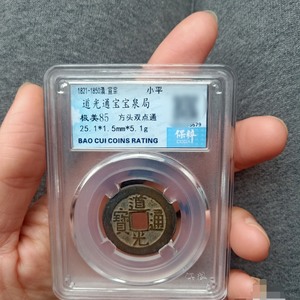 1821-1850清 宣宗 小平
道光通宝宝泉局
极美85 方头双点通
25.1*1.5mm*5.1g
BAO CUI COINS RATING
保粹
道光通寳